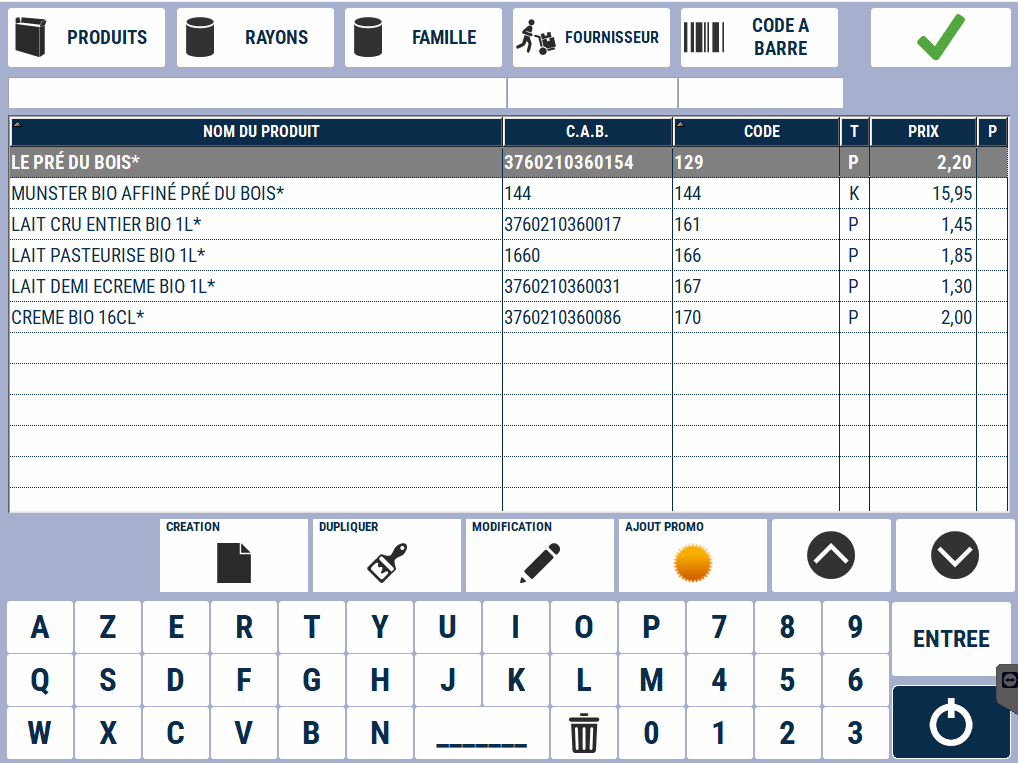 PRODUITS RAYONS FAMILLE FOURNISSEUR CODE A
BARRE
NOM DU PRODUIT C.A.B. CODE T PRIX P
LE PRÉ DU BOIS* 3760210360154 129 P 2,20
MUNSTER BIO AFFINÉ PRÉ DU BOIS* 144 144 K 15,95
LAIT CRU ENTIER BIO 1L* 3760210360017 161 P 1,45
LAIT PASTEURISE BIO 1L* 1660 166 P 1,85
LAIT DEMI ECREME BIO 1L* 3760210360031 167 P 1,30
CREME BIO 16CL* 3760210360086 170 P 2,00
CREATION DUPLIQUER MODIFICATION AJOUT PROMO
A Z E R T Y U I O P 7 8 9 ENTREE
Q S D F G H J K L M 4 5 6
W X C V B N _______ 0 1 2 3